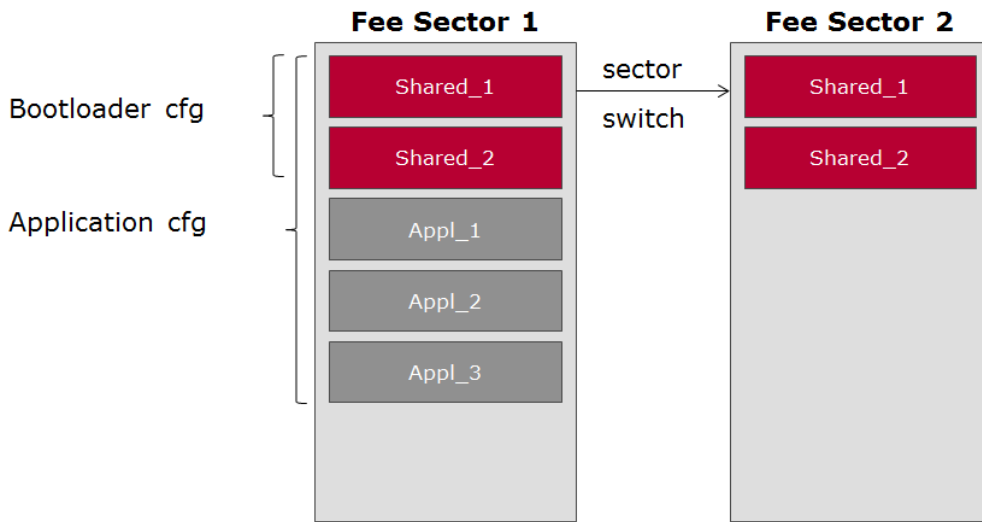 Fee Sector 1
Fee Sector 2
Bootloader cfg
Application cfg
Shared_1
Shared_2
Appl_1
Appl_2
Appl_3
sector
switch
Shared_1
Shared_2